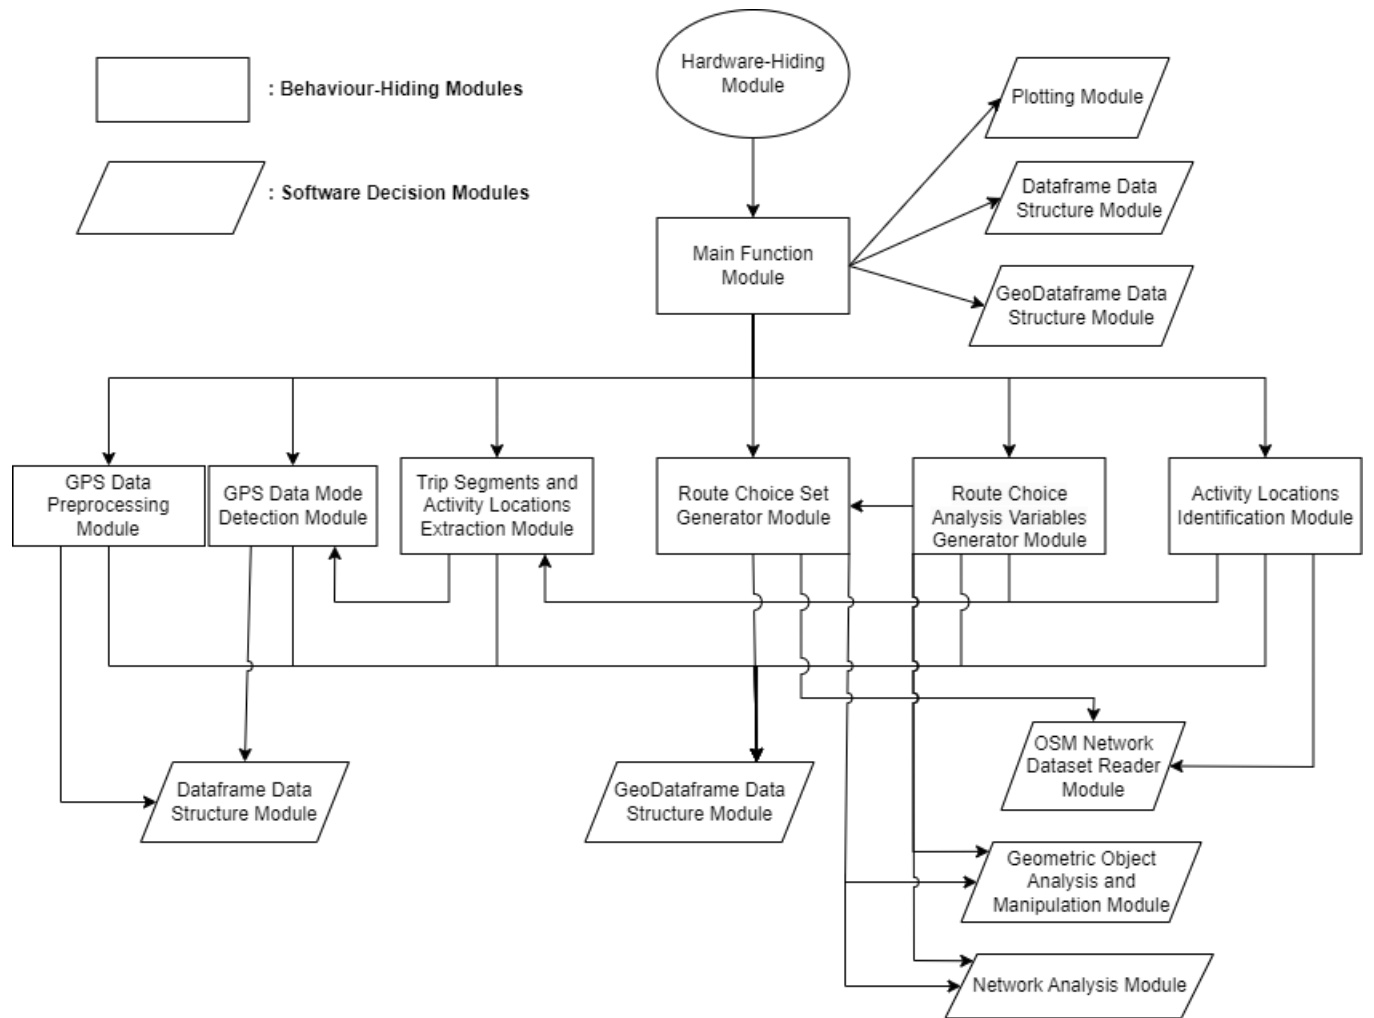 : Behaviour-Hiding Modules
: Software Decision Modules
Hardware-Hiding
Module
Plotting Module
Dataframe Data
Structure Module
Main Function
Module
GeoDataframe Data
Structure Module
GPS Data
Preprocessing
Module
GPS Data Mode
Detection Module
Trip Segments and
Activity Locations
Extraction Module
Route Choice Set
Generator Module
Route Choice
Analysis Variables
Generator Module
Activity Locations
Identification Module
Dataframe Data
Structure Module
GeoDataframe Data
Structure Module
OSM Network
Dataset Reader
Module
Geometric Object
Analysis and
Manipulation Module
Network Analysis Module